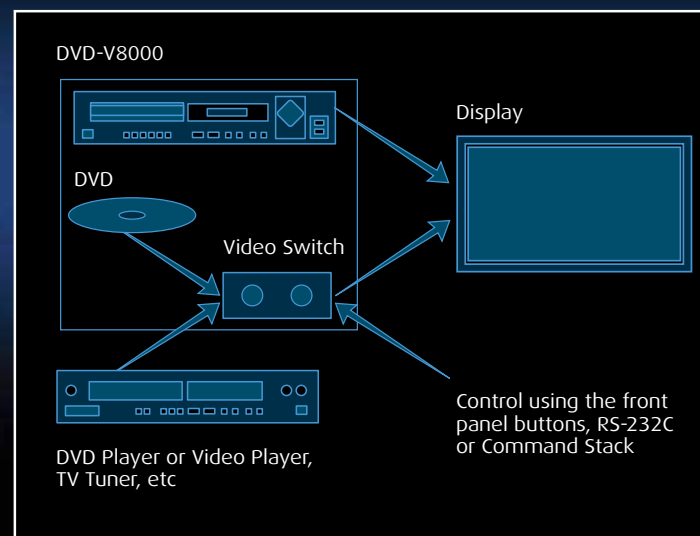 DVD-V8000
Display
DVD
Video Switch
Control using the front
panel buttons, RS-232C
or Command Stack
DVD Player or Video Player,
TV Tuner, etc